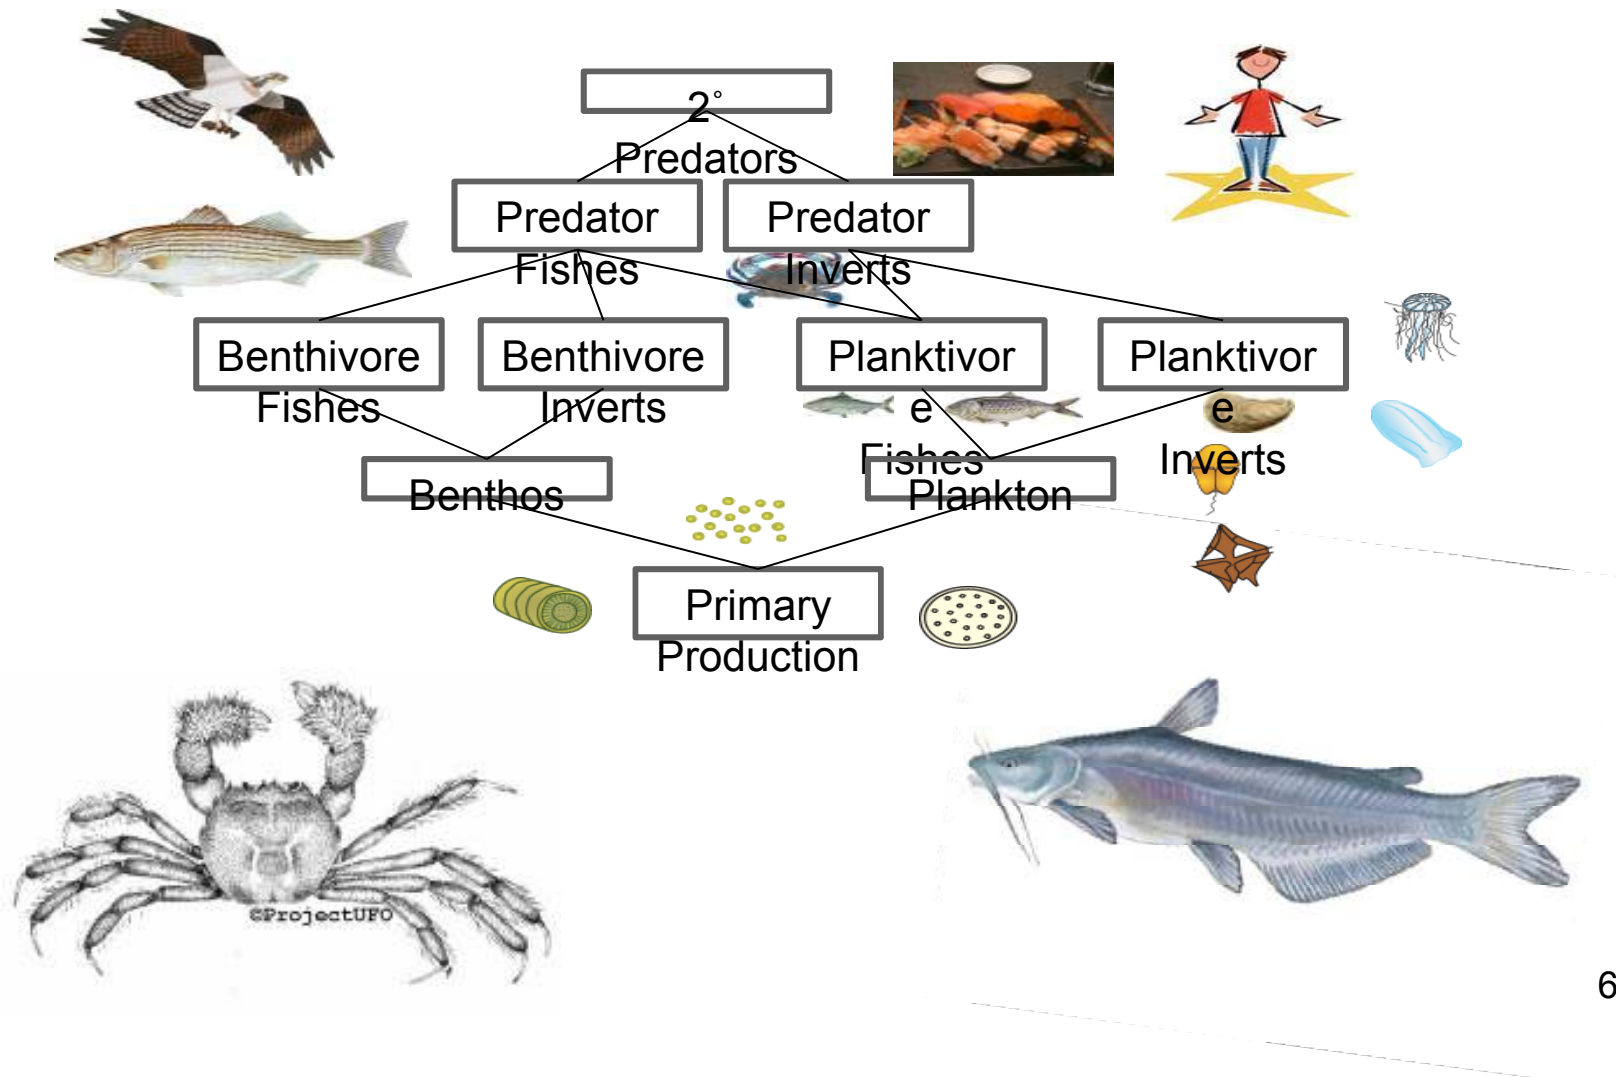 2°
Predators
Predator
Fishes
Predator
Inverts
Benthivore
Fishes
Benthivore
Inverts
Planktivor
e
Fishes
Planktivor
e
Inverts
Benthos
Plankton
Primary
Production
©ProjectUFO
6